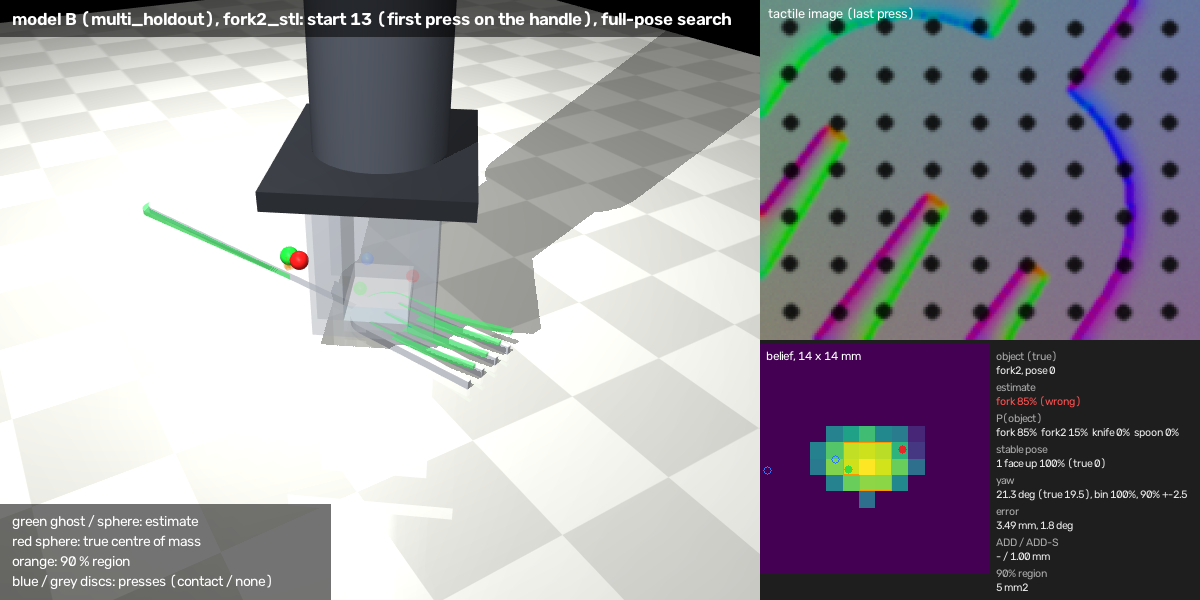 model B (multi_holdout), fork2_stl: start 13 (first press on the handle), full-pose search
tactile image (last press)
belief, 14 x 14 mm
object (true)
fork2, pose 0
estimate
fork 85% (wrong)
P(object)
fork 85% fork2 15% knife 0% spoon 0%
stable pose
1 face up 100% (true 0)
yaw
21.3 deg (true 19.5), bin 100%, 90% +-2.5
error
3.49 mm, 1.8 deg
ADD / ADD-S
- / 1.00 mm
90% region
5 mm2
green ghost / sphere: estimate
red sphere: true centre of mass
orange: 90 % region
blue / grey discs: presses (contact / none)